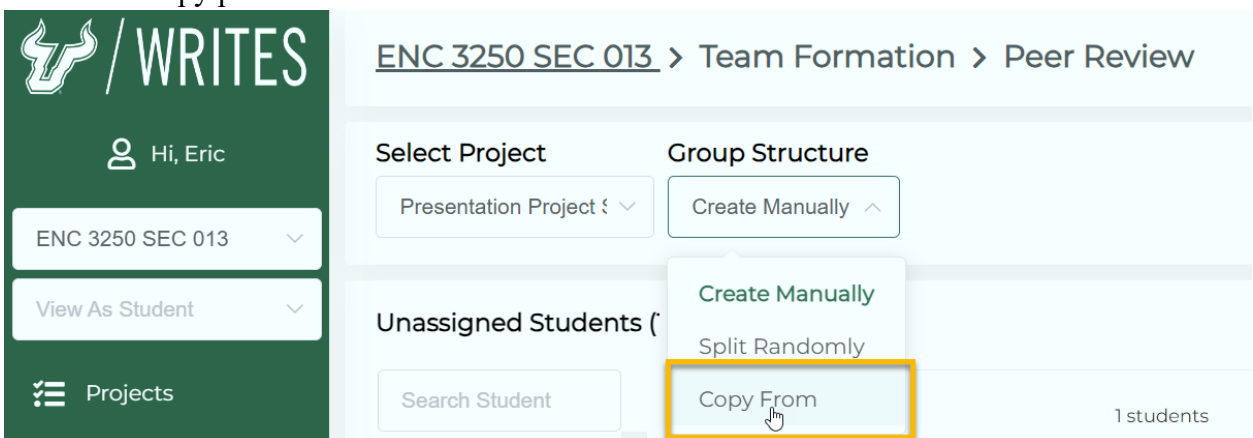 / WRITES
Hi, Eric
ENC 3250 SEC 013
View As Student
Projects
ENC 3250 SEC 013 > Team Formation > Peer Review
Select Project
Group Structure
Presentation Project
Create Manually
Create Manually
Split Randomly
Copy From
Unassigned Students (
Search Student
1 students